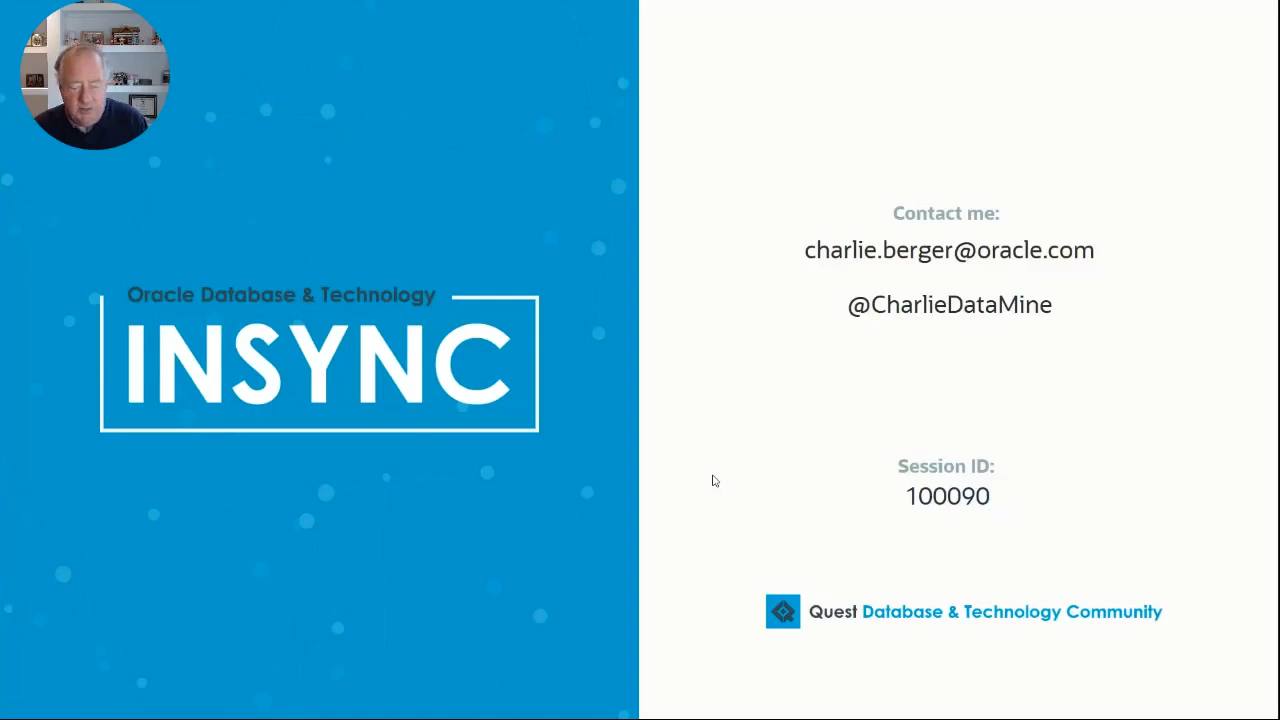 Oracle Database & Technology
INSYNC
Contact me:
charlie.berger@oracle.com
@CharlieDataMine
Session ID:
100090
Quest Database & Technology Community